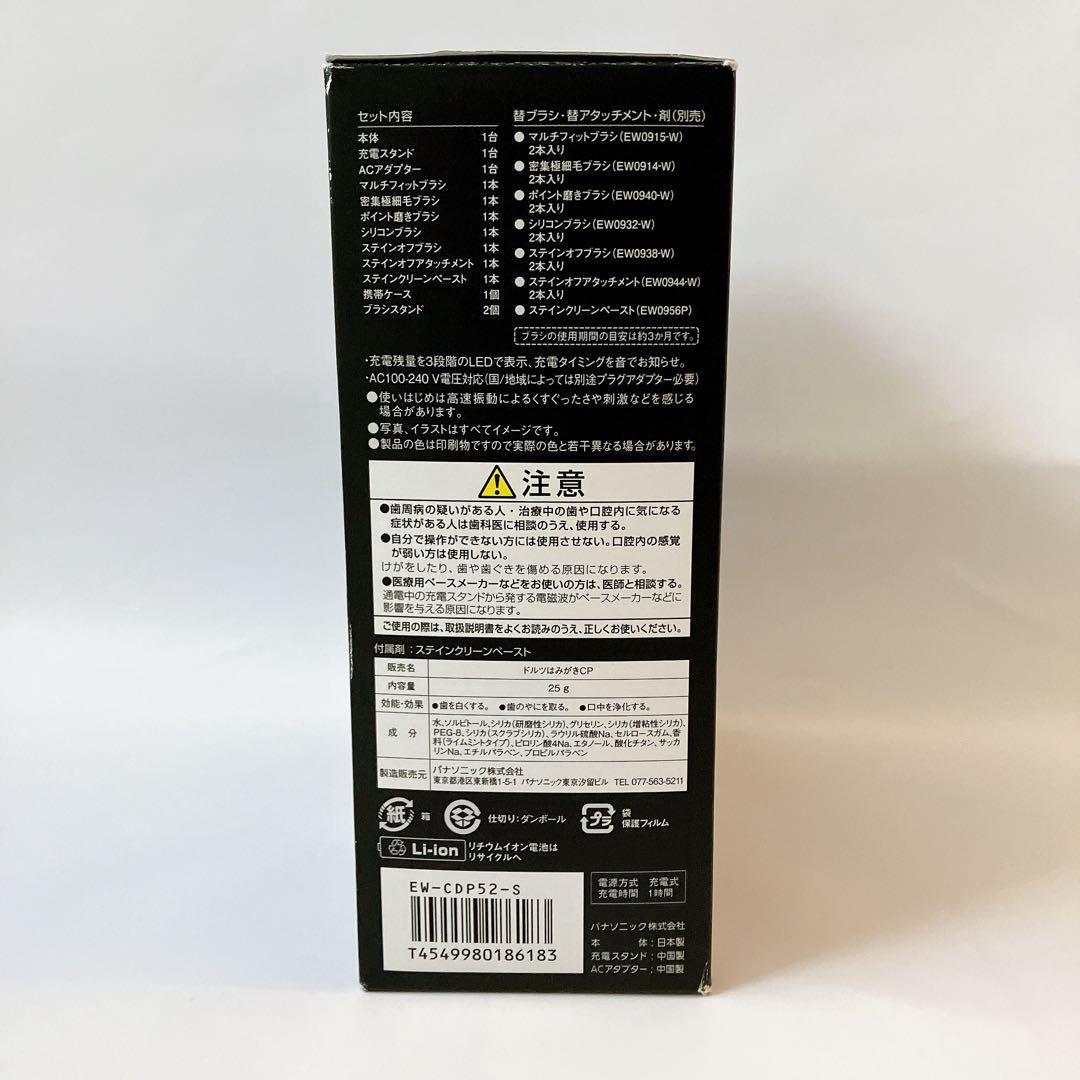 セット内容
本体 1台
充電スタンド 1台
ACアダプター 1台
マルチフィットブラシ 1本
密集極細毛ブラシ 1本
ポイント磨きブラシ 1本
シリコンブラシ 1本
ステインオフブラシ 1本
ステインオフアタッチメント 1本
ステインクリーンペースト 1本
携帯ケース 1個
ブラシスタンド 2個
替ブラシ・替アタッチメント・剤(別売)
●マルチフィットブラシ(EW0915-W)
2本入り
●密集極細毛ブラシ(EW0914-W)
2本入り
●ポイント磨きブラシ(EW0940-W)
2本入り
●シリコンブラシ(EW0932-W)
2本入り
●ステインオフブラシ(EW0938-W)
2本入り
●ステインオフアタッチメント(EW0944-W)
2本入り
●ステインクリーンペースト(EW0956P)
ブラシの使用期間の目安は約3か月です。
・充電残量を3段階のLEDで表示、充電タイミングを音でお知らせ。
・AC100-240 V電圧対応(国/地域によっては別途プラグアダプター必要)
●使いはじめは高速振動によるくすぐったさや刺激などを感じる
場合があります。
●写真、イラストはすべてイメージです。
●製品の色は印刷物ですので実際の色と若干異なる場合があります。
注意
●歯周病の疑いがある人・治療中の歯や口腔内に気になる
症状がある人は歯科医に相談のうえ、使用する。
●自分で操作ができない方には使用させない。口腔内の感覚
が弱い方は使用しない。
けがをしたり、歯や歯ぐきを傷める原因になります。
●医療用ペースメーカーなどをお使いの方は、医師と相談する。
通電中の充電スタンドから発する電磁波がペースメーカーなどに
影響を与える原因になります。
ご使用の際は、取扱説明書をよくお読みのうえ、正しくお使いください。
付属剤：ステインクリーンペースト
販売名 ドルツはみがきCP
内容量 25g
効能・効果 ●歯を白くする。 ●歯のやにを取る。 ●口中を浄化する。
成分 水、ソルビトール、シリカ(研磨性シリカ)、グリセリン、シリカ(増粘性シリカ)、
PEG-8、シリカ(スクラブシリカ)、ラウリル硫酸Na、セルロースガム、香
料(ライムミントタイプ)、ピロリン酸4Na、エタノール、酸化チタン、サッカ
リンNa、エチルパラベン、プロピルパラベン
製造販売元 パナソニック株式会社
東京都港区東新橋1-5-1 パナソニック東京汐留ビル TEL 077-563-5211
紙 箱
仕切り：ダンボール
プラ 袋
保護フィルム
Li-ion リチウムイオン電池は
リサイクルへ
EW-CDP52-S
T4549980186183
電源方式 充電式
充電時間 1時間
パナソニック株式会社
本体：日本製
充電スタンド：中国製
ACアダプター：中国製